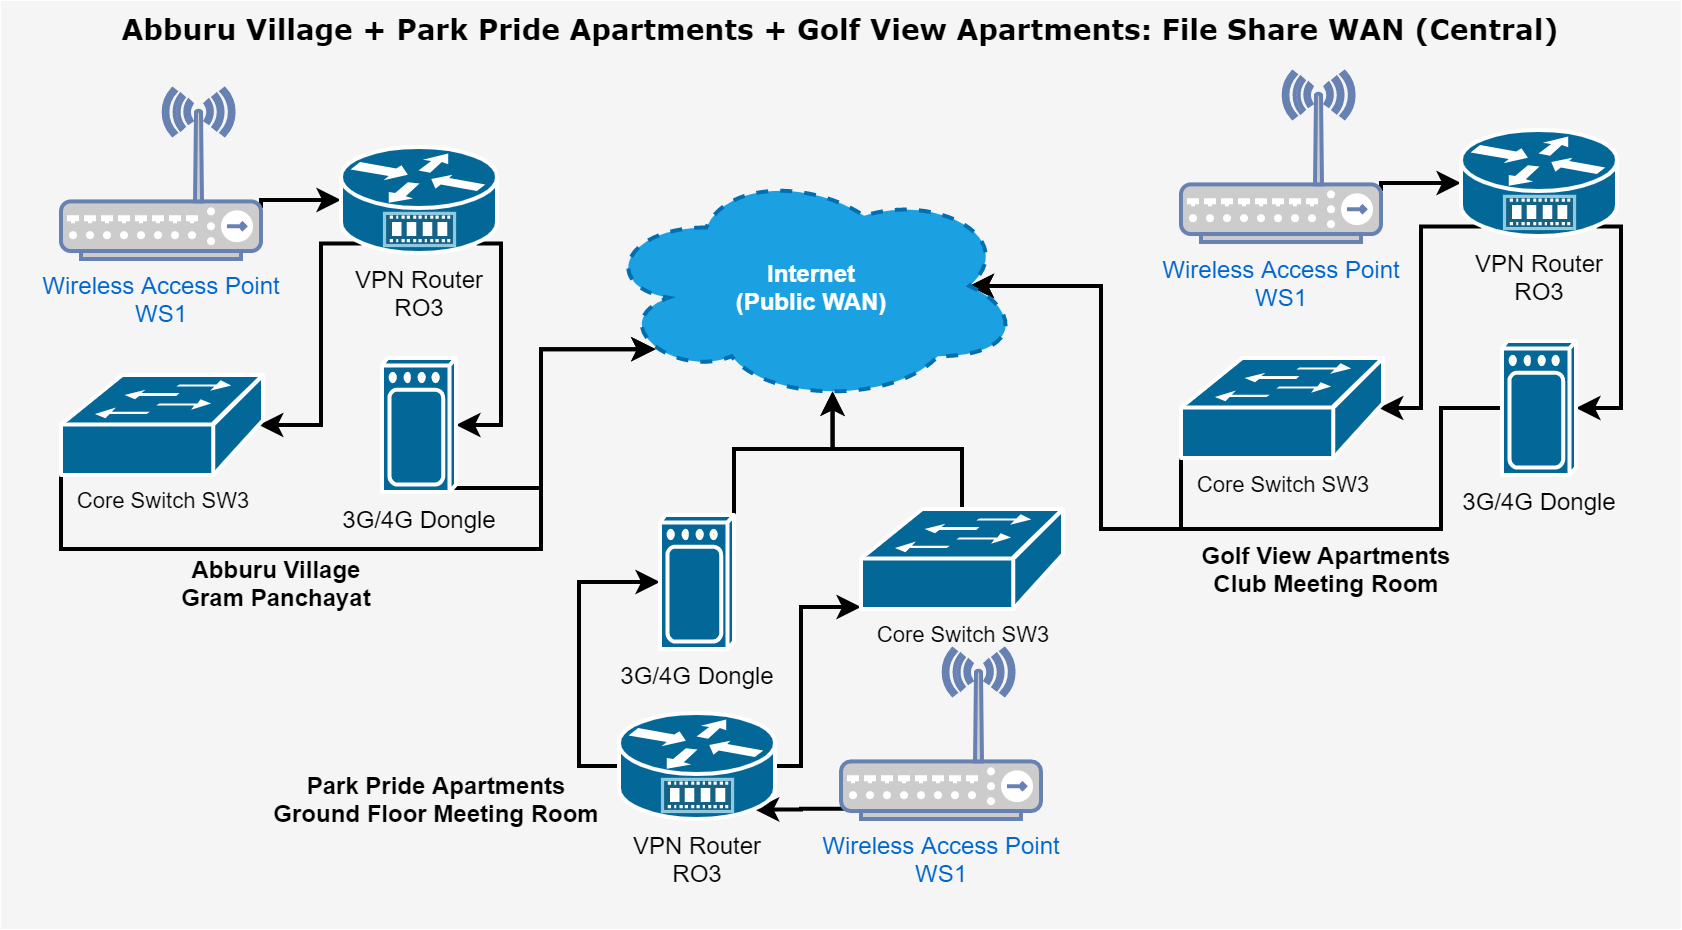 Abburu Village + Park Pride Apartments + Golf View Apartments: File Share WAN (Central)
Wireless Access Point
WS1
VPN Router
RO3
Core Switch SW3
3G/4G Dongle
Abburu Village
Gram Panchayat
Internet
(Public WAN)
Wireless Access Point
WS1
VPN Router
RO3
Core Switch SW3
3G/4G Dongle
Golf View Apartments
Club Meeting Room
3G/4G Dongle
Core Switch SW3
Park Pride Apartments
Ground Floor Meeting Room
VPN Router
RO3
Wireless Access Point
WS1